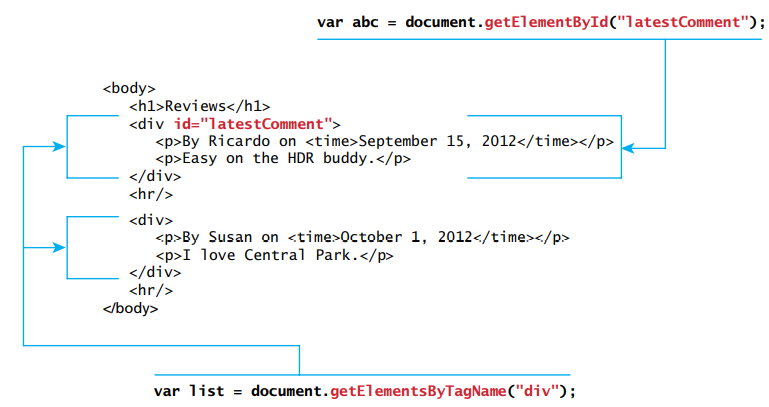 var abc = document.getElementById("latestComment");
<body>
<h1>Reviews</h1>
<div id="latestComment">
<p>By Ricardo on <time>September 15, 2012</time></p>
<p>Easy on the HDR buddy.</p>
</div>
<hr/>
<div>
<p>By Susan on <time>October 1, 2012</time></p>
<p>I love Central Park.</p>
</div>
<hr/>
</body>
var list = document.getElementsByTagName("div");